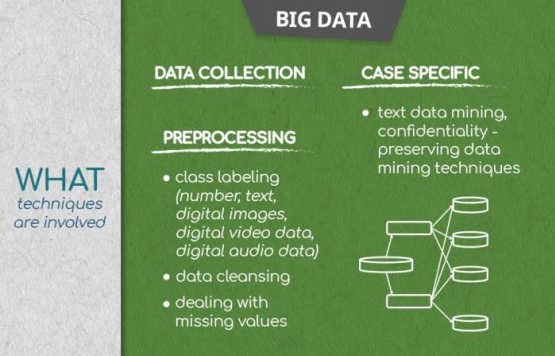 BIG DATA
WHAT
techniques
are involved
DATA COLLECTION
PREPROCESSING
• class labeling
(number, text,
digital images,
digital video data,
digital audio data)
• data cleansing
• dealing with
missing values
CASE SPECIFIC
• text data mining,
confidentiality -
preserving data
mining techniques